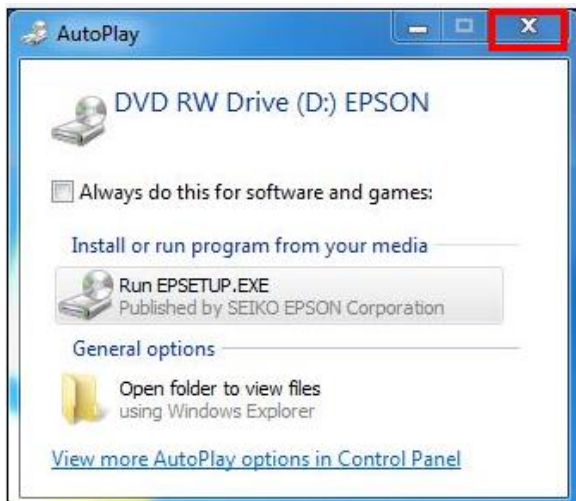 AutoPlay
DVD RW Drive (D:) EPSON
Always do this for software and games:
Install or run program from your media
Run EPSETUP.EXE
Published by SEIKO EPSON Corporation
General options
Open folder to view files
using Windows Explorer
View more AutoPlay options in Control Panel